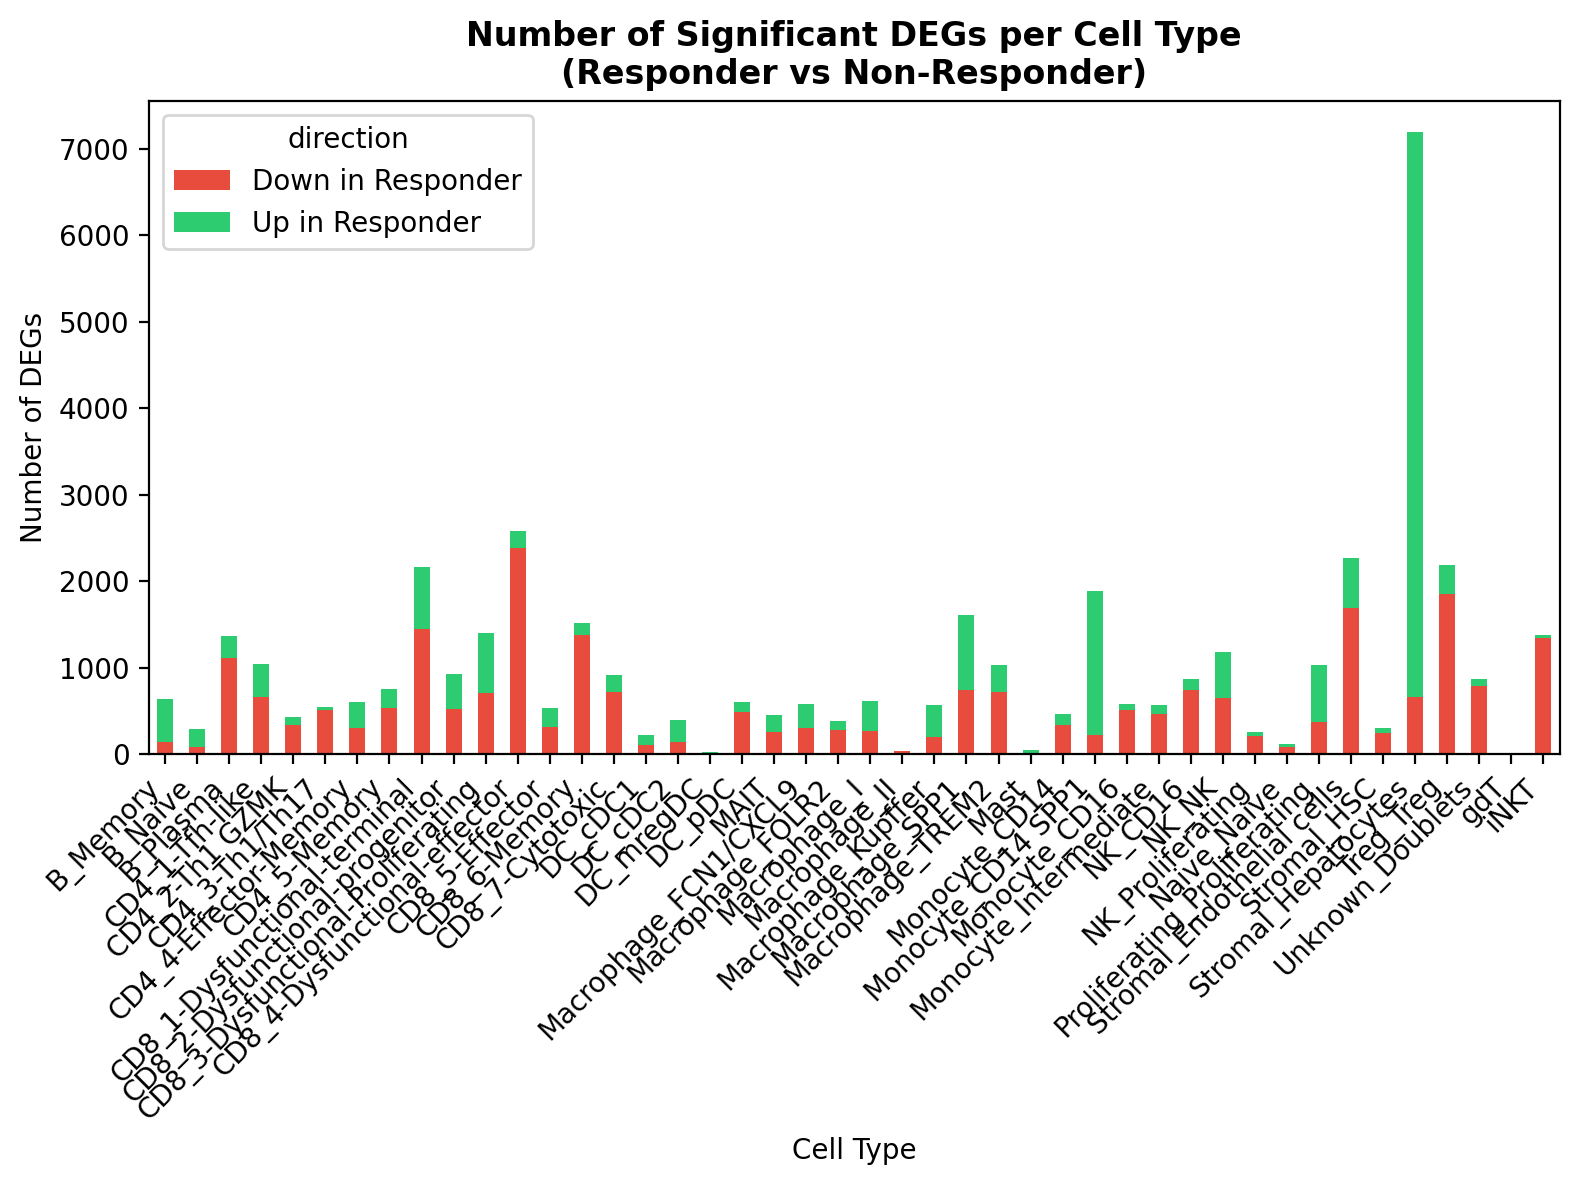 Number of Significant DEGs per Cell Type
(Responder vs Non-Responder)
direction
Down in Responder
Up in Responder
Number of DEGs
7000
6000
5000
4000
3000
2000
1000
0
B_Memory
B_Naive
B_Plasma
CD4_1-Tfh-like
CD4_2-Th1_GZMK
CD4_3-Th1/Th17
CD4_4-Effector-Memory
CD4_5-Memory
CD8_1-Dysfunctional-terminal
CD8_2-Dysfunctional-progenitor
CD8_3-Dysfunctional-Proliferating
CD8_4-Dysfunctional-effector
CD8_5-Effector
CD8_6-Memory
CD8_7-Cytotoxic
DC_cDC1
DC_cDC2
DC_mregDC
DC_pDC
MAIT
Macrophage_FCN1/CXCL9
Macrophage_FOLR2
Macrophage_I
Macrophage_II
Macrophage_Kupffer
Macrophage_SPP1
Macrophage_TREM2
Mast
Monocyte_CD14
Monocyte_CD14_SPP1
Monocyte_CD16
Monocyte_Intermediate
NK_CD16
NK_NK
NK_Proliferating
Naive_Naive
Proliferating_Proliferating
Stromal_Endothelial cells
Stromal_HSC
Stromal_Hepatocytes
Treg_Treg
Unknown_Doublets
gdT
iNKT
Cell Type